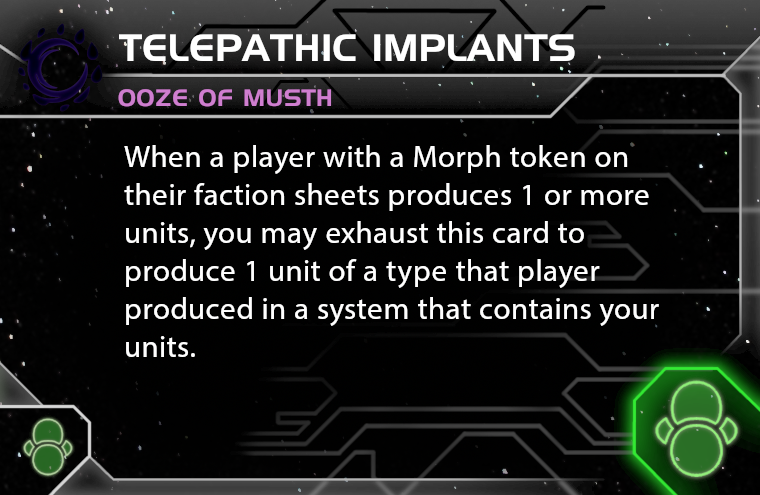 TELEPATHIC IMPLANTS
OOZE OF MUSTH
When a player with a Morph token on
their faction sheets produces 1 or more
units, you may exhaust this card to
produce 1 unit of a type that player
produced in a system that contains your
units.